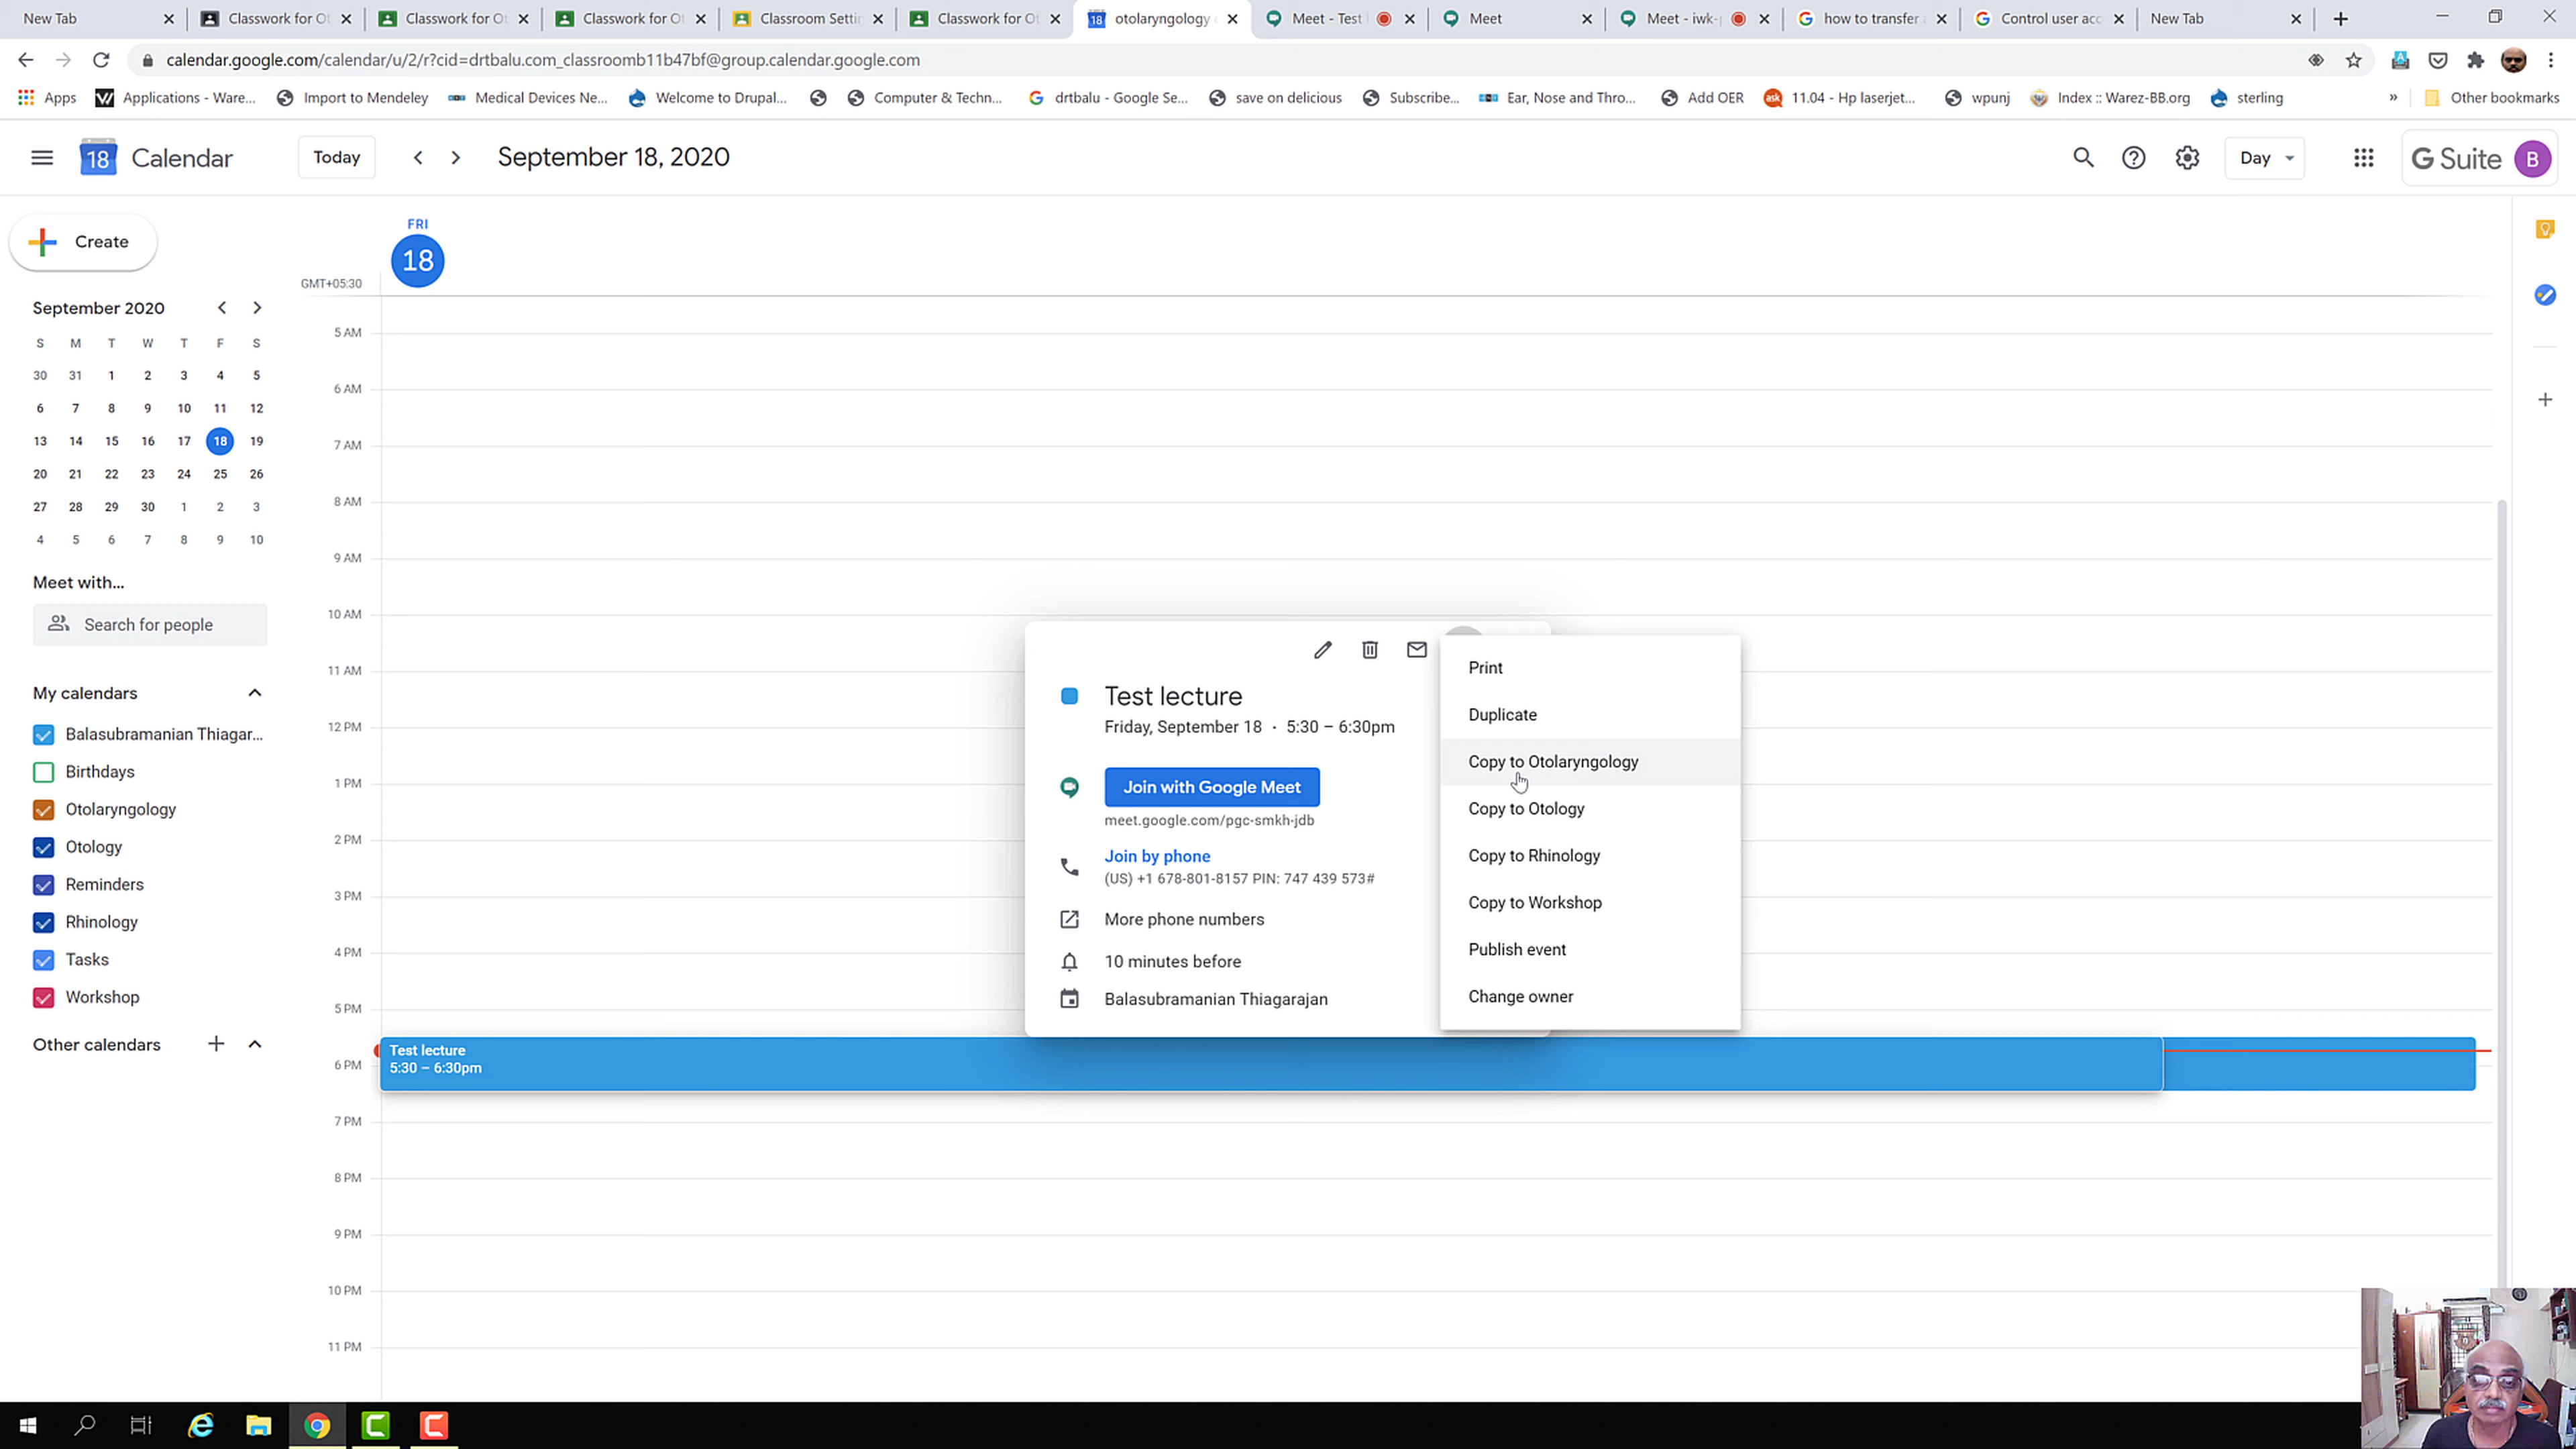 New Tab
Classwork for Ot
Classwork for Ot
Classwork for Ot
Classroom Settin
Classwork for Ot
otolaryngology
Meet - Test
Meet
Meet - iwk-
how to transfer
Control user acc
New Tab
calendar.google.com/calendar/u/2/r?cid=drtbalu.com_classroomb11b47bf@group.calendar.google.com
Apps
Applications - Ware...
Import to Mendeley
Medical Devices Ne...
Welcome to Drupal...
Computer & Techn...
drtbalu - Google Se...
save on delicious
Subscribe...
Ear, Nose and Thro...
Add OER
ask
11.04 - Hp laserjet...
wpunj
Index :: Warez-BB.org
sterling
»
Other bookmarks
18
Calendar
Today
September 18, 2020
Day
G Suite
B
Create
FRI
18
GMT+05:30
September 2020
S M T W T F S
30 31 1 2 3 4 5
6 7 8 9 10 11 12
13 14 15 16 17 18 19
20 21 22 23 24 25 26
27 28 29 30 1 2 3
4 5 6 7 8 9 10
Meet with...
Search for people
My calendars
Balasubramanian Thiagar...
Birthdays
Otolaryngology
Otology
Reminders
Rhinology
Tasks
Workshop
Other calendars
5 AM
6 AM
7 AM
8 AM
9 AM
10 AM
11 AM
12 PM
1 PM
2 PM
3 PM
4 PM
5 PM
6 PM
7 PM
8 PM
9 PM
10 PM
11 PM
Test lecture
Friday, September 18 · 5:30 – 6:30pm
Join with Google Meet
meet.google.com/pgc-smkh-jdb
Join by phone
(US) +1 678-801-8157 PIN: 747 439 573#
More phone numbers
10 minutes before
Balasubramanian Thiagarajan
Print
Duplicate
Copy to Otolaryngology
Copy to Otology
Copy to Rhinology
Copy to Workshop
Publish event
Change owner
Test lecture
5:30 – 6:30pm